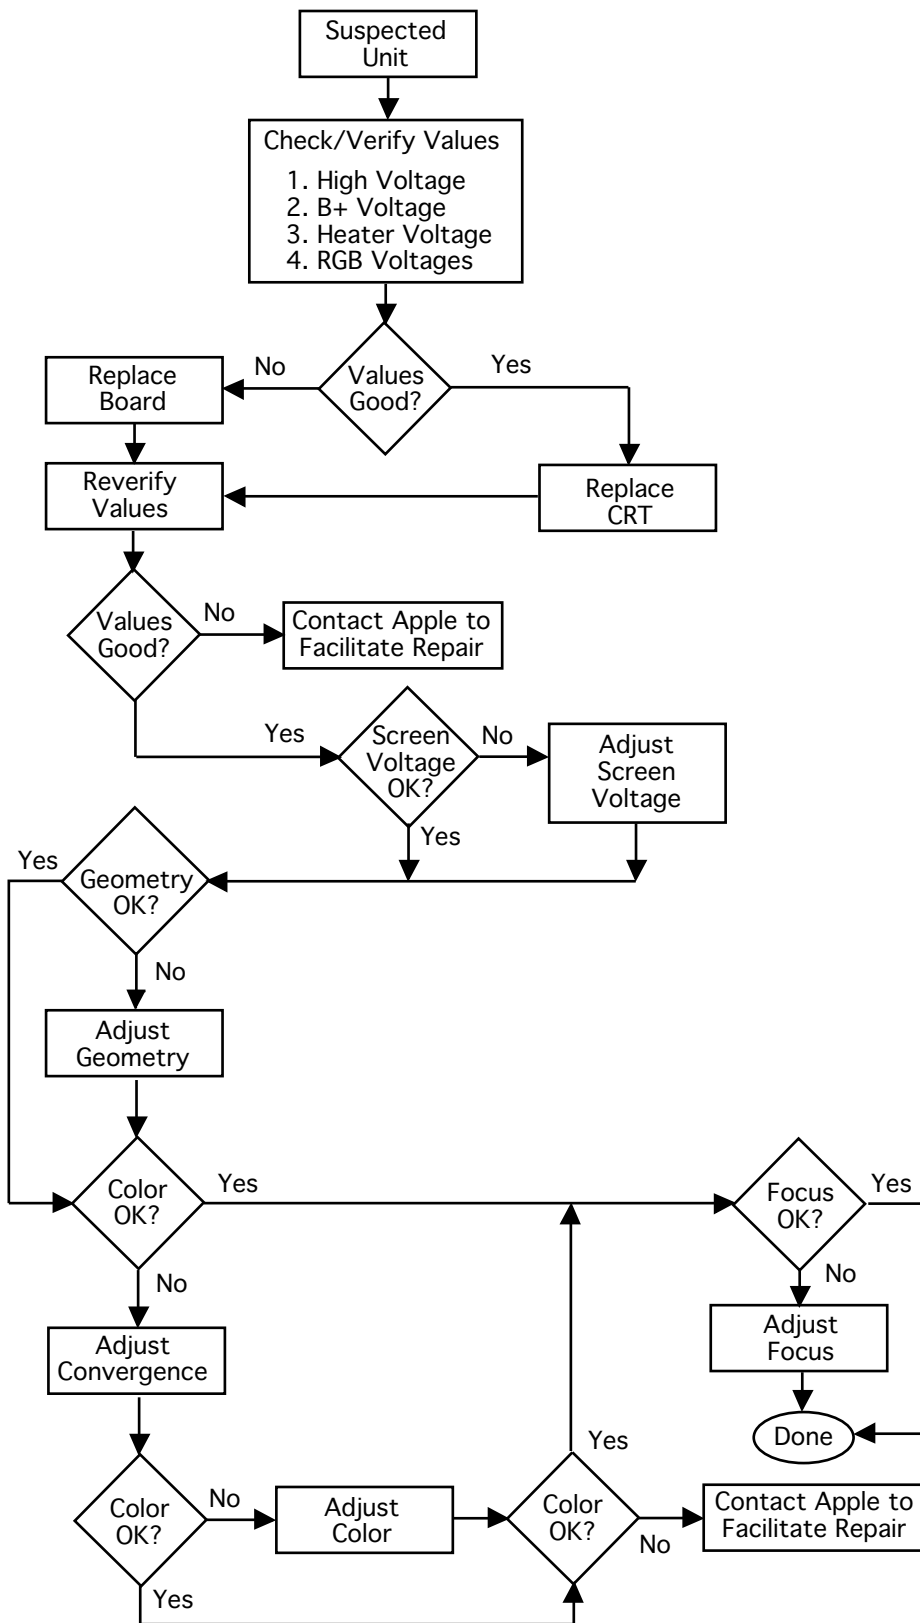 Suspected
Unit
Check/Verify Values
1. High Voltage
2. B+ Voltage
3. Heater Voltage
4. RGB Voltages
Values
Good?
No
Yes
Replace
Board
Reverify
Values
Replace
CRT
Values
Good?
No
Contact Apple to
Facilitate Repair
Yes
Screen
Voltage
OK?
No
Adjust
Screen
Voltage
Yes
Yes
Geometry
OK?
No
Adjust
Geometry
Color
OK?
Yes
Focus
OK?
Yes
No
No
Adjust
Focus
Adjust
Convergence
Done
Yes
Color
OK?
No
Adjust
Color
Color
OK?
No
Contact Apple to
Facilitate Repair
Yes